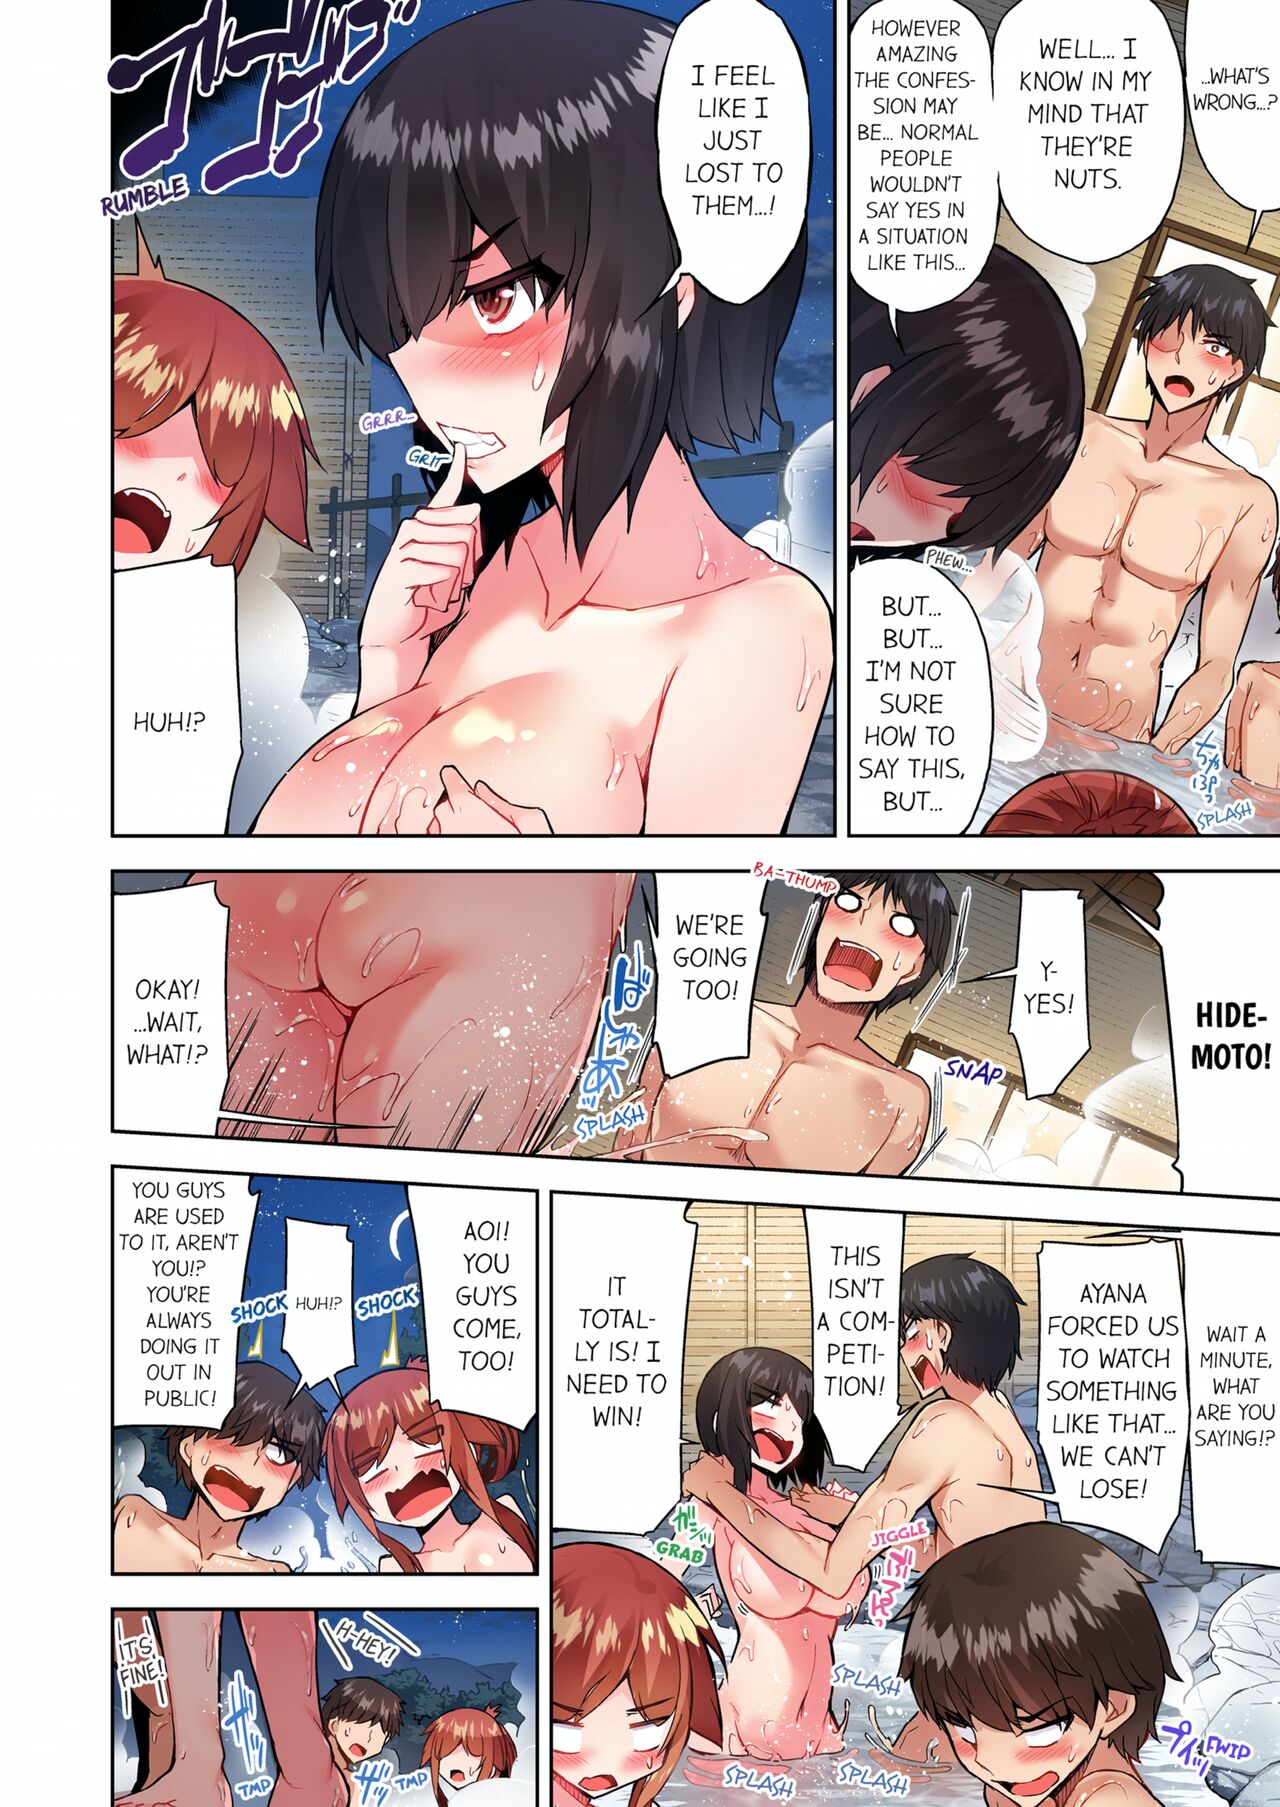 ...WHAT'S
WRONG...?
WELL... I
KNOW IN MY
MIND THAT
THEY'RE
NUTS.
HOWEVER
AMAZING
THE CONFES-
SION MAY
BE... NORMAL
PEOPLE
WOULDN'T
SAY YES IN
A SITUATION
LIKE THIS...
PHEW...
BUT...
BUT...
I'M NOT
SURE
HOW TO
SAY THIS,
BUT...
ちゃぷっ
SPLASH
I FEEL
LIKE I
JUST
LOST TO
THEM...!
RUMBLE
GRRR...
GRIT
HUH!?
HIDE-
MOTO!
Y-
YES!
SNAP
BA-THUMP
WE'RE
GOING
TOO!
SPLASH
OKAY!
...WAIT,
WHAT!?
WAIT A
MINUTE,
WHAT
ARE YOU
SAYING!?
AYANA
FORCED US
TO WATCH
SOMETHING
LIKE THAT...
WE CAN'T
LOSE!
THIS
ISN'T
A COM-
PETI-
TION!
IT
TOTAL-
LY IS! I
NEED TO
WIN!
GRAB
JIGGLE
SPLASH
SPLASH
SPLASH
SPLASH
FWIP
AOI!
YOU
GUYS
COME,
TOO!
SHOCK
HUH!?
SHOCK
YOU GUYS
ARE USED
TO IT, AREN'T
YOU!?
YOU'RE
ALWAYS
DOING IT
OUT IN
PUBLIC!
H-HEY!
IT'S
FINE!
TMP
TMP